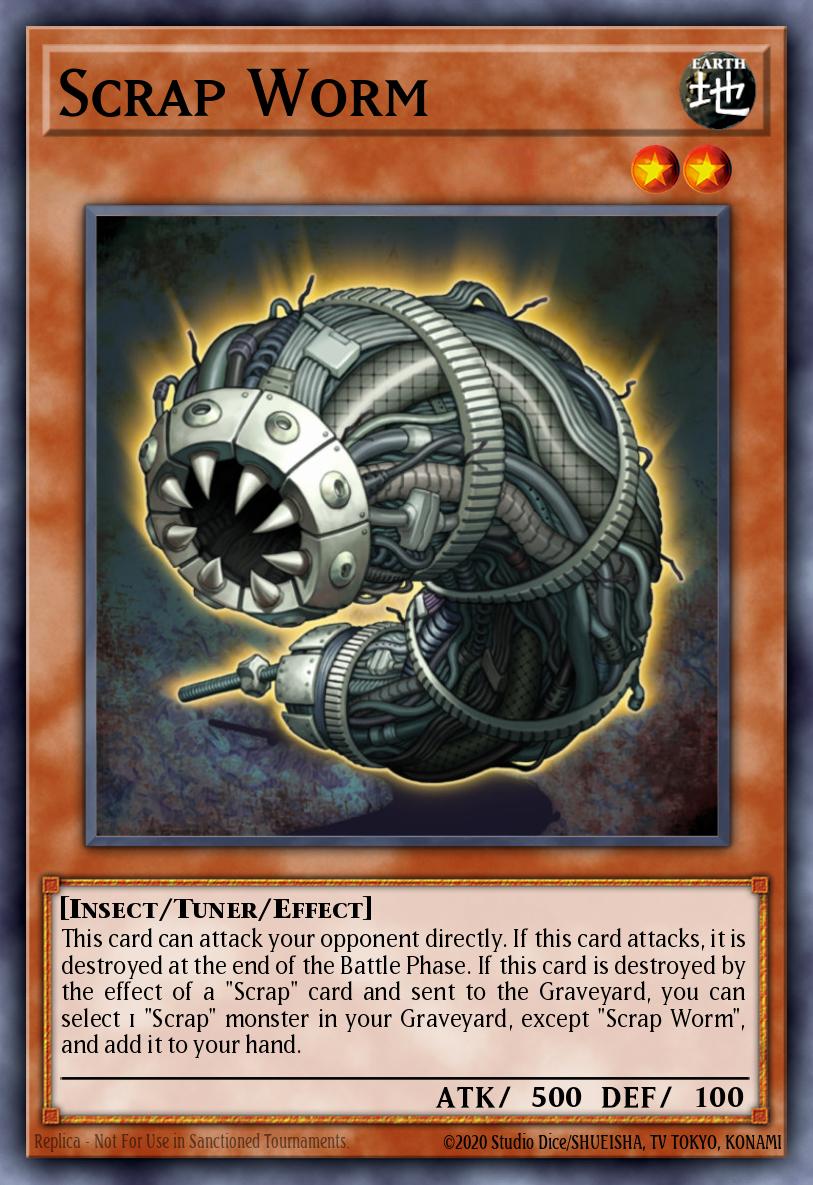 Scrap Worm
EARTH
地
[Insect/Tuner/Effect]
This card can attack your opponent directly. If this card attacks, it is
destroyed at the end of the Battle Phase. If this card is destroyed by
the effect of a "Scrap" card and sent to the Graveyard, you can
select 1 "Scrap" monster in your Graveyard, except "Scrap Worm",
and add it to your hand.
ATK/ 500 DEF/ 100
Replica - Not For Use in Sanctioned Tournaments.
©2020 Studio Dice/SHUEISHA, TV TOKYO, KONAMI